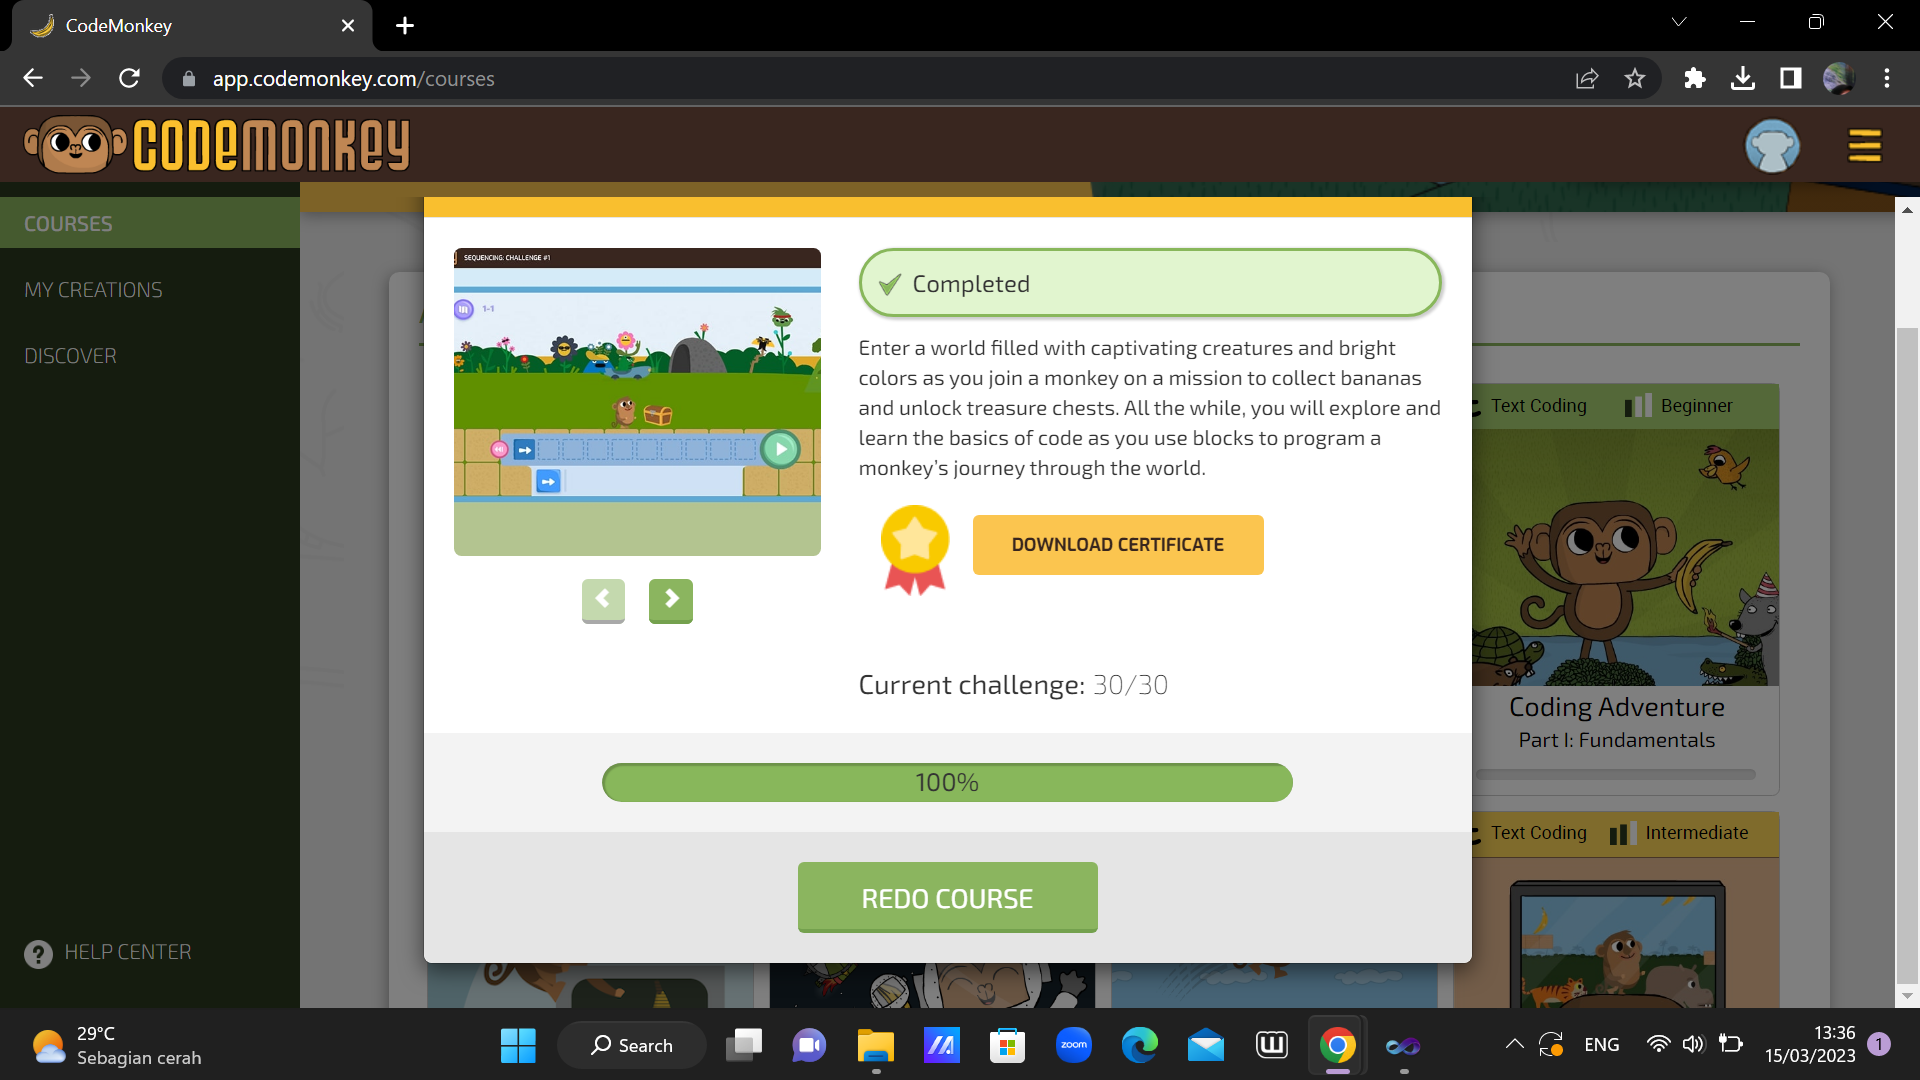 CodeMonkey
app.codemonkey.com/courses
CODEMONKEY
COURSES
MY CREATIONS
DISCOVER
HELP CENTER
SEQUENCING: CHALLENGE #1
1-1
Completed
Enter a world filled with captivating creatures and bright
colors as you join a monkey on a mission to collect bananas
and unlock treasure chests. All the while, you will explore and
learn the basics of code as you use blocks to program a
monkey’s journey through the world.
DOWNLOAD CERTIFICATE
Current challenge: 30/30
100%
REDO COURSE
Text Coding Beginner
Coding Adventure
Part I: Fundamentals
Text Coding Intermediate
29°C
Sebagian cerah
Search
zoom
ENG
13:36
15/03/2023
1